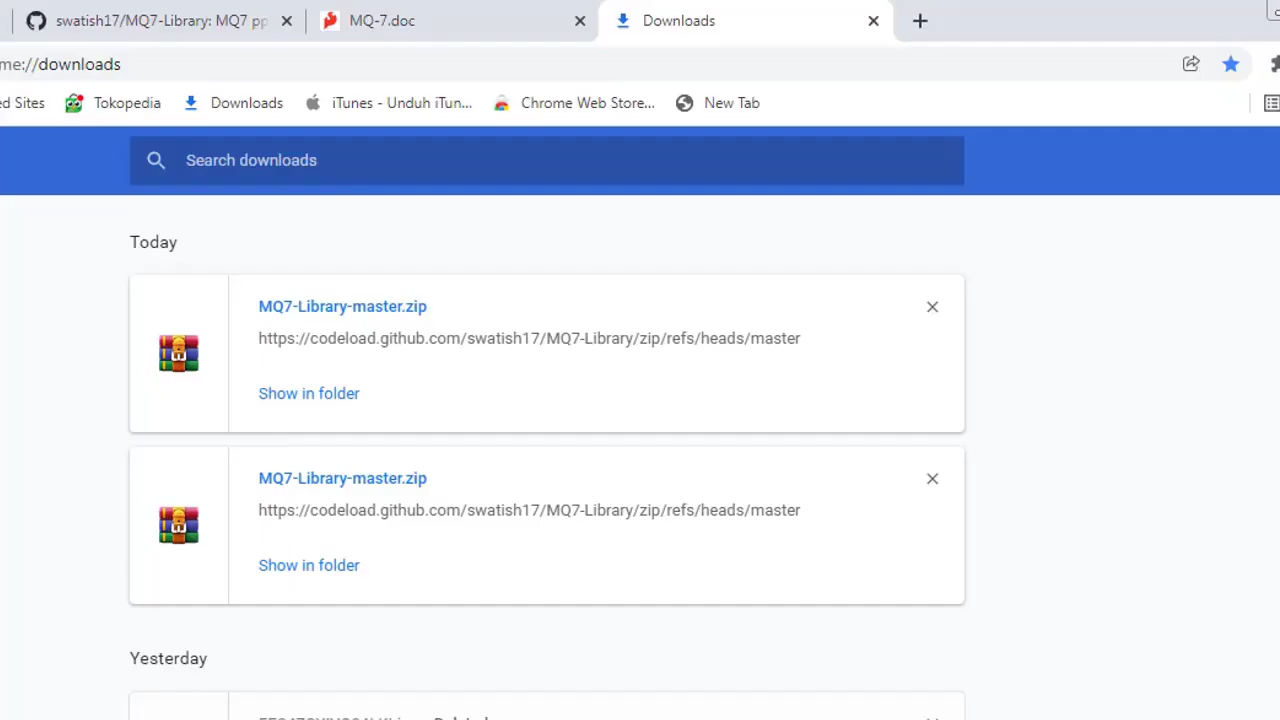 swatish17/MQ7-Library: MQ7 pp
MQ-7.doc
Downloads
me://downloads
ed Sites
Tokopedia
Downloads
iTunes - Unduh iTun...
Chrome Web Store...
New Tab
Search downloads
Today
MQ7-Library-master.zip
https://codeload.github.com/swatish17/MQ7-Library/zip/refs/heads/master
Show in folder
MQ7-Library-master.zip
https://codeload.github.com/swatish17/MQ7-Library/zip/refs/heads/master
Show in folder
Yesterday